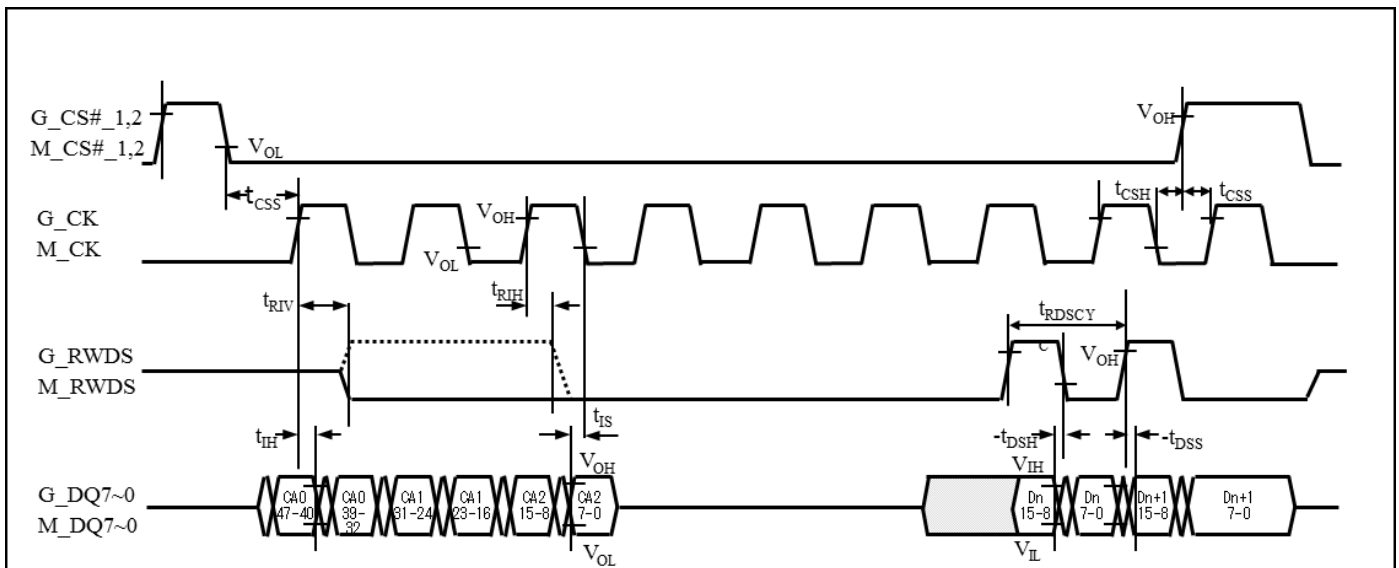 G_CS#_1,2
M_CS#_1,2
VOL
VOH
tCSS
tCSH
tCSS
G_CK
M_CK
VOH
VOL
tRIV
tRIH
tRDSCY
C
G_RWDS
M_RWDS
VOH
tIH
tIS
-tDSH
-tDSS
VOH
VIH
G_DQ7~0
M_DQ7~0
CA0
47-40
CA0
39-
32
CA1
31-24
CA1
23-16
CA2
15-8
CA2
7-0
Dn
15-8
Dn
7-0
Dn+1
15-8
Dn+1
7-0
VOL
VIL